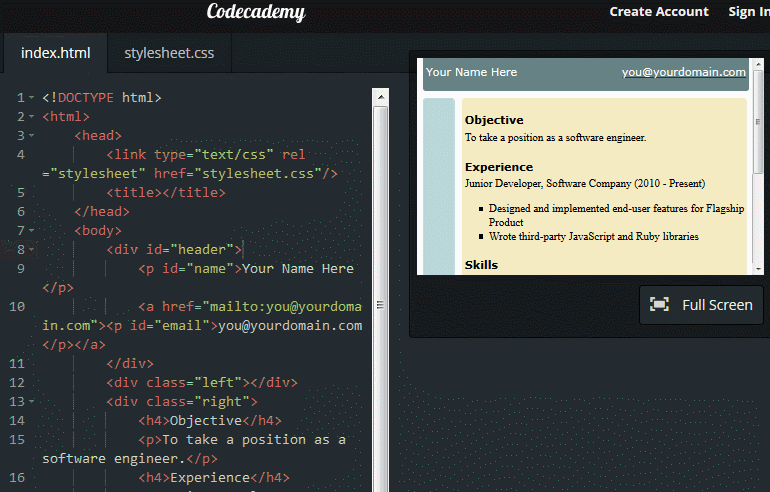 Codecademy
Create Account Sign In
index.html stylesheet.css
1 <!DOCTYPE html>
2 <html>
3 <head>
4 <link type="text/css" rel
="stylesheet" href="stylesheet.css"/>
5 <title></title>
6 </head>
7 <body>
8 <div id="header">
9 <p id="name">Your Name Here
</p>
10 <a href="mailto:you@yourdoma
in.com"><p id="email">you@yourdomain.com
</p></a>
11 </div>
12 <div class="left"></div>
13 <div class="right">
14 <h4>Objective</h4>
15 <p>To take a position as a
software engineer.</p>
16 <h4>Experience</h4>
Your Name Here you@yourdomain.com
Objective
To take a position as a software engineer.
Experience
Junior Developer, Software Company (2010 - Present)
Designed and implemented end-user features for Flagship
Product
Wrote third-party JavaScript and Ruby libraries
Skills
Full Screen